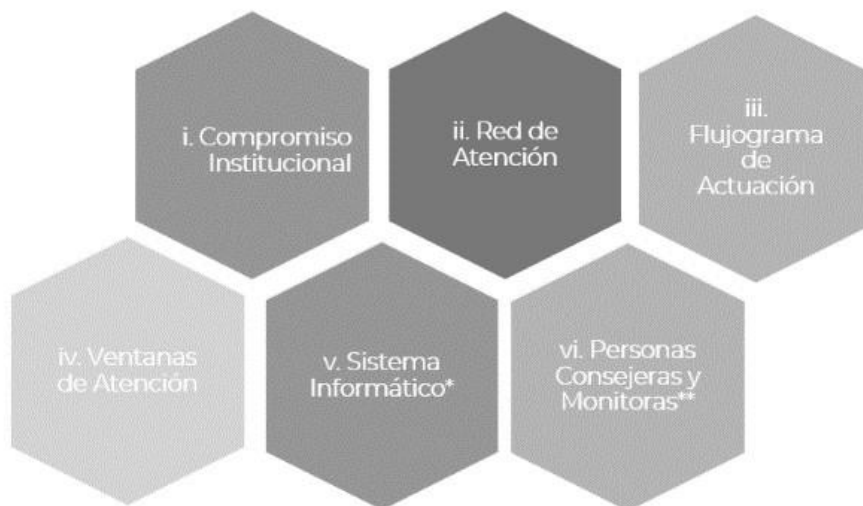 i. Compromiso
Institucional
ii. Red de
Atención
iii.
Flujograma
de
Actuación
iv. Ventanas
de Atención
v. Sistema
Informático*
vi. Personas
Consejeras y
Monitoras**